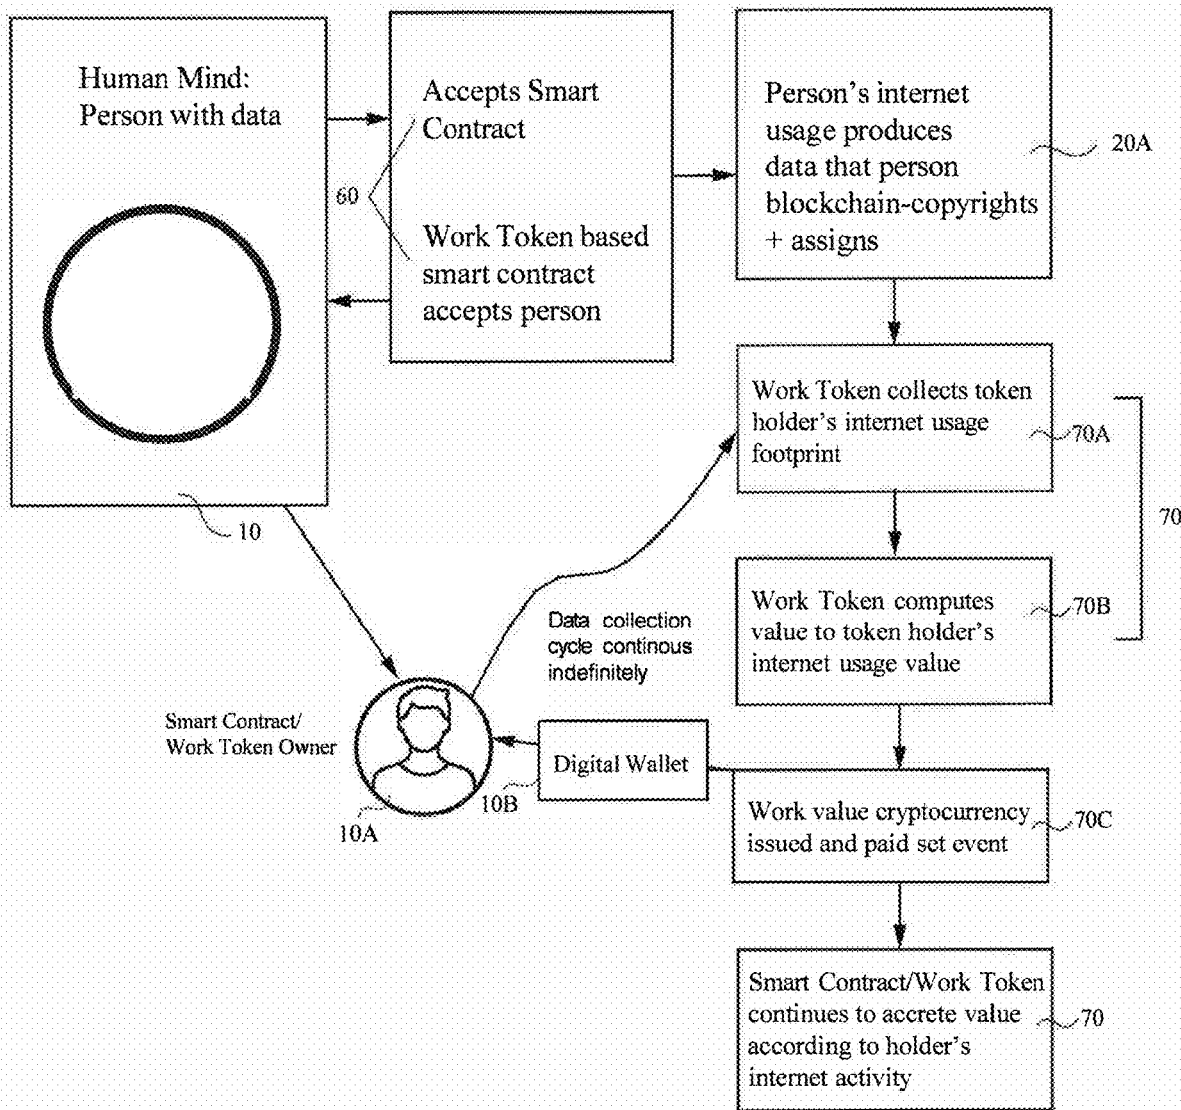 Human Mind:
Person with data
10
Accepts Smart
Contract
60
Work Token based
smart contract
accepts person
Person's internet
usage produces
data that person
blockchain-copyrights
+ assigns
20A
Work Token collects token
holder's internet usage
footprint
70A
70
Work Token computes
value to token holder's
internet usage value
70B
Data collection
cycle continous
indefinitely
Smart Contract/
Work Token Owner
10A
Digital Wallet
10B
Work value cryptocurrency
issued and paid set event
70C
Smart Contract/Work Token
continues to accrete value
according to holder's
internet activity
70